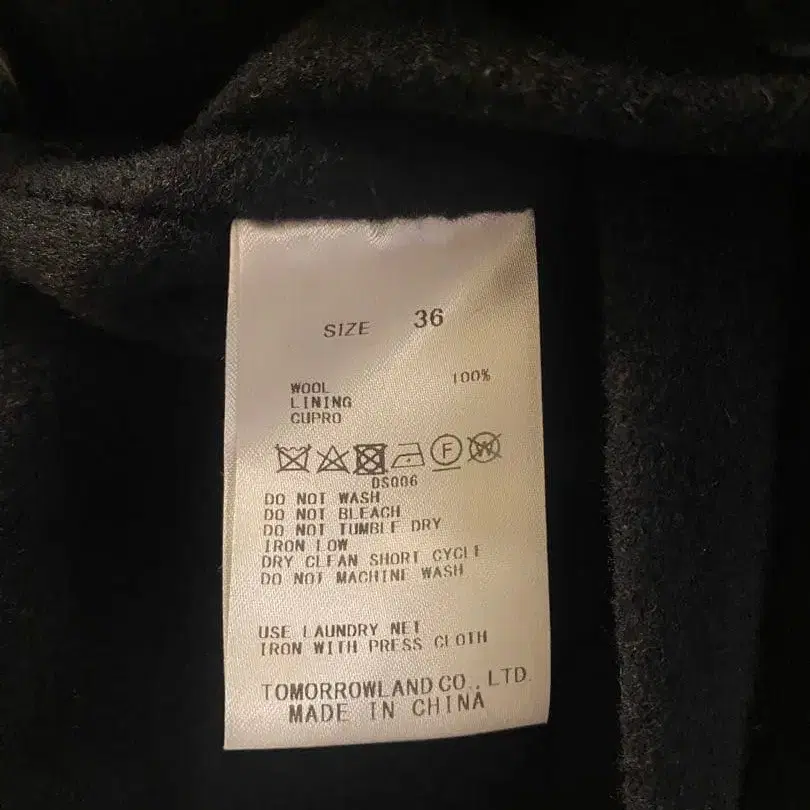 SIZE 36
WOOL 100%
LINING
CUPRO
F W
DS006
DO NOT WASH
DO NOT BLEACH
DO NOT TUMBLE DRY
IRON LOW
DRY CLEAN SHORT CYCLE
DO NOT MACHINE WASH
USE LAUNDRY NET
IRON WITH PRESS CLOTH
TOMORROWLAND CO., LTD.
MADE IN CHINA